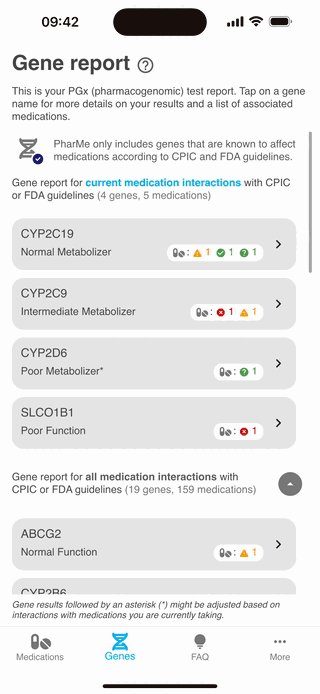 09:42
Gene report ?
This is your PGx (pharmacogenomic) test report. Tap on a gene
name for more details on your results and a list of associated
medications.
PharMe only includes genes that are known to affect
medications according to CPIC and FDA guidelines.
Gene report for current medication interactions with CPIC
or FDA guidelines (4 genes, 5 medications)
CYP2C19
Normal Metabolizer
: 1 1 ? 1
CYP2C9
Intermediate Metabolizer
: 1 1
CYP2D6
Poor Metabolizer*
: ? 1
SLCO1B1
Poor Function
: 1
Gene report for all medication interactions with
CPIC or FDA guidelines (19 genes, 159 medications)
ABCG2
Normal Function
: 1
CYP2B6
Gene results followed by an asterisk (*) might be adjusted based on
interactions with medications you are currently taking.
Medications
Genes
FAQ
More